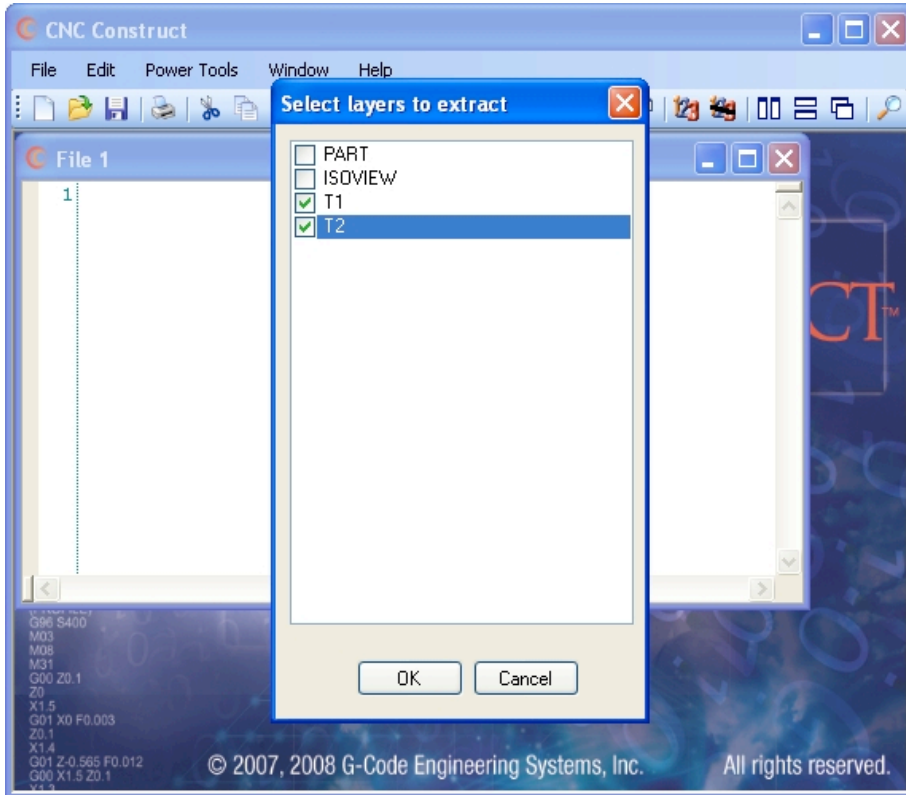 CNC Construct
File Edit Power Tools Window Help
Select layers to extract
File 1
1
PART
ISOVIEW
T1
T2
CT™
OK Cancel
G96 S400
M03
M08
M31
G00 Z0.1
Z0
X1.5
G01 X0 F0.003
Z0.1
X1.4
G01 Z-0.565 F0.012
G00 X1.5 Z0.1
X1.3
© 2007, 2008 G-Code Engineering Systems, Inc. All rights reserved.